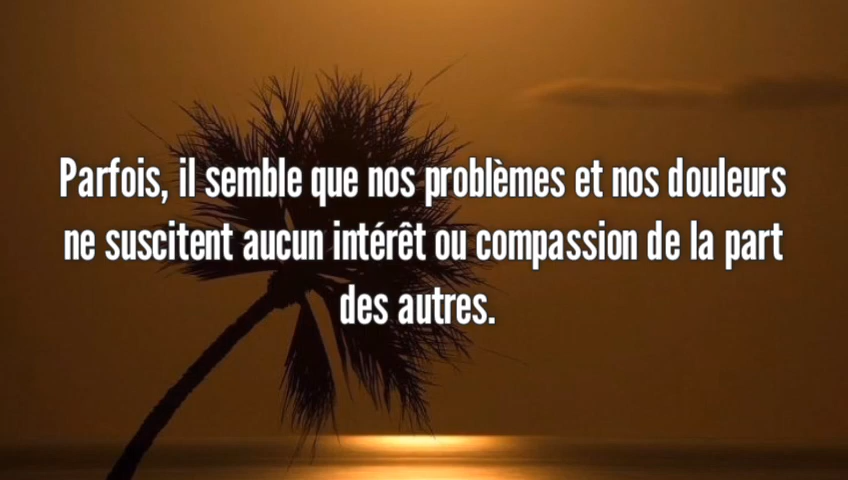 Parfois, il semble que nos problèmes et nos douleurs
ne suscitent aucun intérêt ou compassion de la part
des autres.